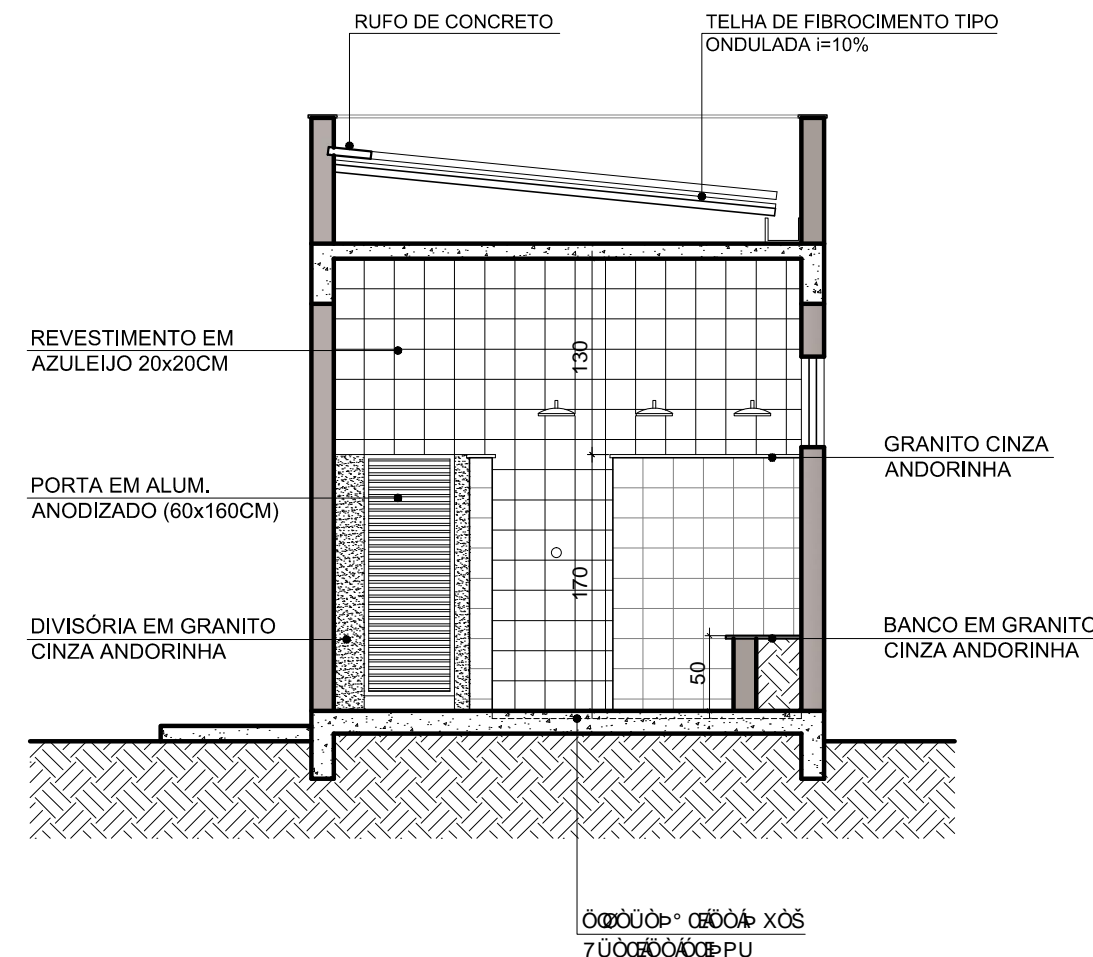 RUFO DE CONCRETO
TELHA DE FIBROCIMENTO TIPO
ONDULADA i=10%
REVESTIMENTO EM
AZULEIJO 20x20CM
130
GRANITO CINZA
ANDORINHA
PORTA EM ALUM.
ANODIZADO (60x160CM)
170
DIVISÓRIA EM GRANITO
CINZA ANDORINHA
BANCO EM GRANITO
CINZA ANDORINHA
50